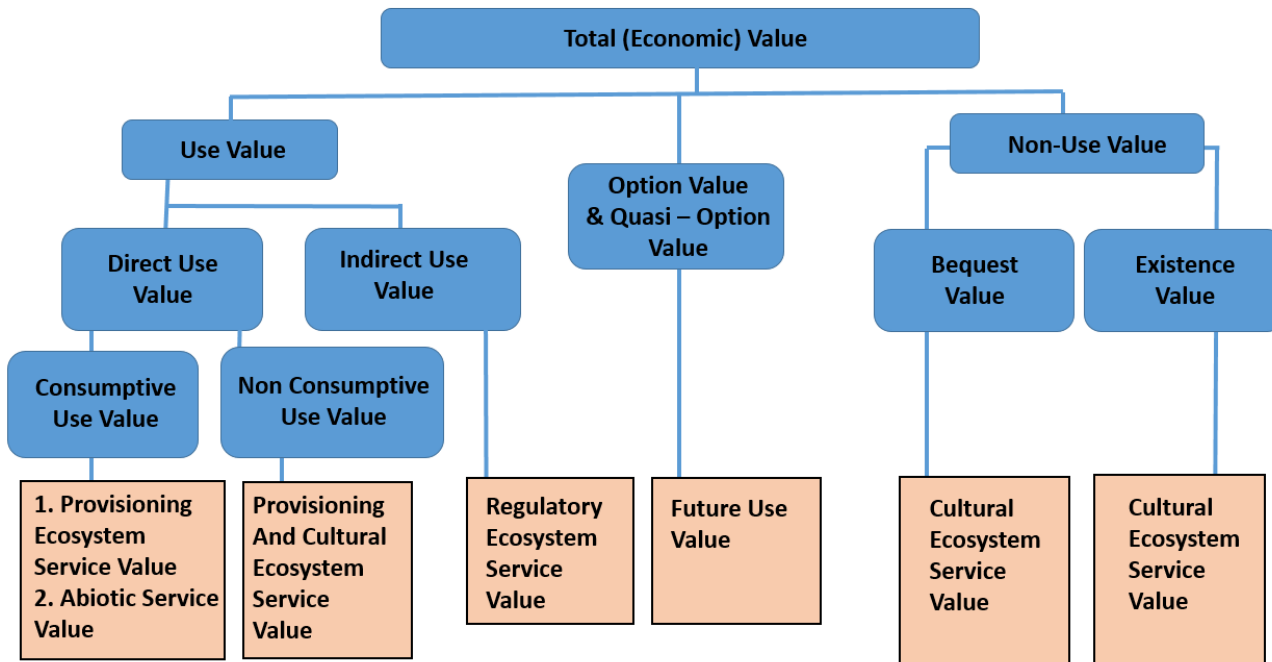 Total (Economic) Value
Use Value
Option Value
& Quasi – Option
Value
Non-Use Value
Direct Use
Value
Indirect Use
Value
Bequest
Value
Existence
Value
Consumptive
Use Value
Non Consumptive
Use Value
1. Provisioning
Ecosystem
Service Value
2. Abiotic Service
Value
Provisioning
And Cultural
Ecosystem
Service
Value
Regulatory
Ecosystem
Service
Value
Future Use
Value
Cultural
Ecosystem
Service
Value
Cultural
Ecosystem
Service
Value